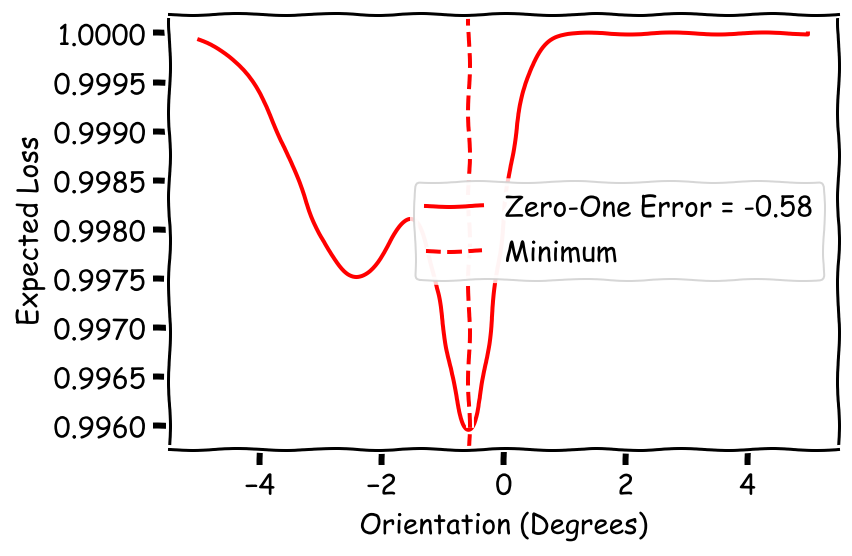 1.0000
0.9995
0.9990
0.9985
0.9980
0.9975
0.9970
0.9965
0.9960
Expected Loss
Zero-One Error = -0.58
Minimum
−4 −2 0 2 4
Orientation (Degrees)